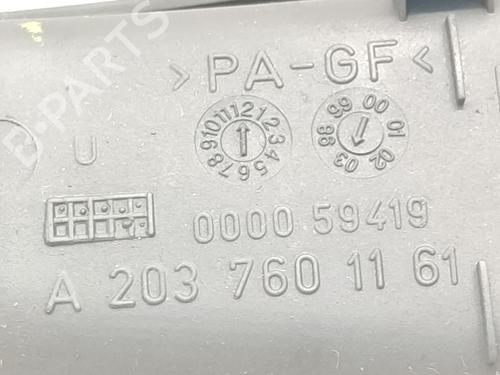 >PA-GF<
1 2 3 4 5 6 7 8 9 10 11 12
98 99 00 01 02 03
U
0000 59419
A 203 760 11 61
B-PARTS